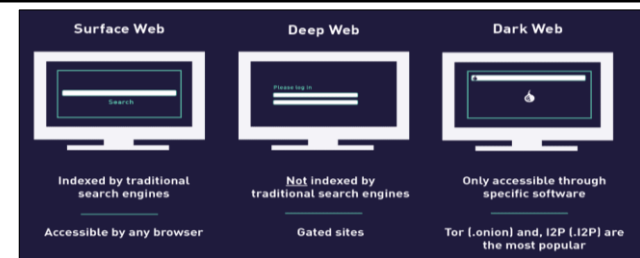 Surface Web
Search
Indexed by traditional
search engines
Accessible by any browser
Deep Web
Please log in
Not indexed by
traditional search engines
Gated sites
Dark Web
Only accessible through
specific software
Tor (.onion) and, I2P (.I2P) are
the most popular